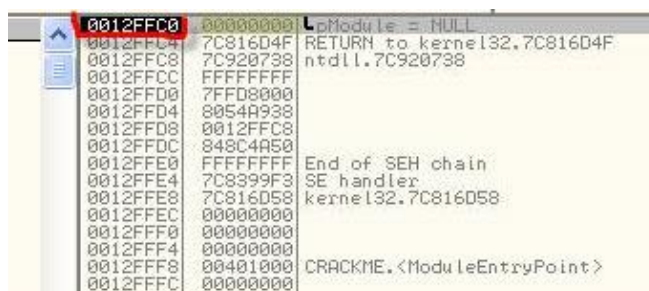 0012FFC0 00000000 pModule = NULL
0012FFC4 7C816D4F RETURN to kernel32.7C816D4F
0012FFC8 7C920738 ntdll.7C920738
0012FFCC FFFFFFFF
0012FFD0 7FFD8000
0012FFD4 8054A938
0012FFD8 0012FFC8
0012FFDC 848C4A50
0012FFE0 FFFFFFFF End of SEH chain
0012FFE4 7C8399F3 SE handler
0012FFE8 7C816D58 kernel32.7C816D58
0012FFEC 00000000
0012FFF0 00000000
0012FFF4 00000000
0012FFF8 00401000 CRACKME.<ModuleEntryPoint>
0012FFFC 00000000